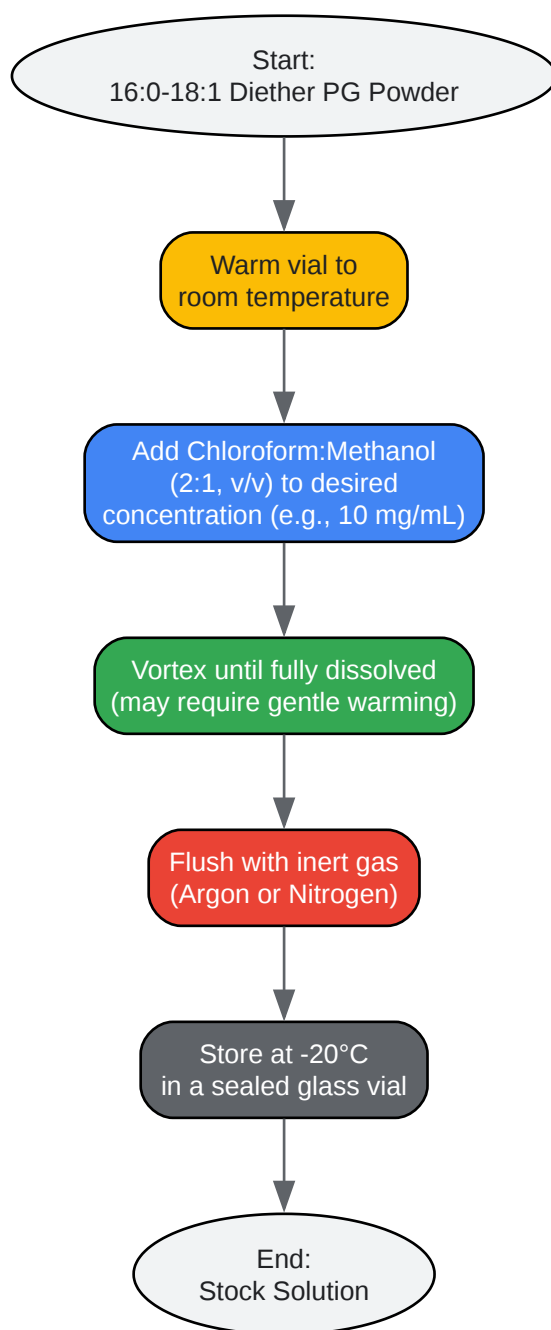 Start:
16:0-18:1 Diether PG Powder
Warm vial to
room temperature
Add Chloroform:Methanol
(2:1, v/v) to desired
concentration (e.g., 10 mg/mL)
Vortex until fully dissolved
(may require gentle warming)
Flush with inert gas
(Argon or Nitrogen)
Store at -20°C
in a sealed glass vial
End:
Stock Solution